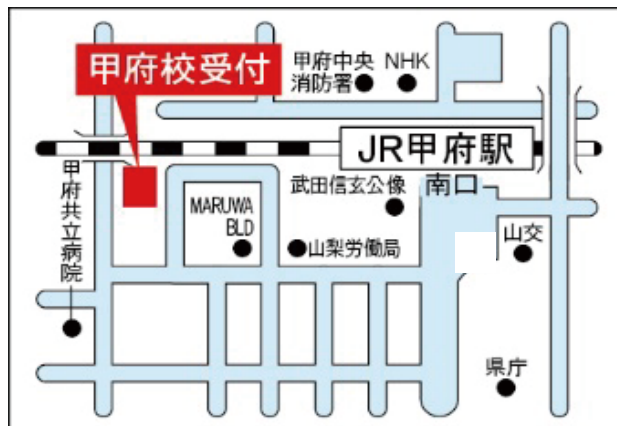 甲府校受付
甲府中央
消防署
NHK
JR甲府駅
南口
武田信玄公像
MARUWA
BLD
山梨労働局
山交
甲府共立病院
県庁